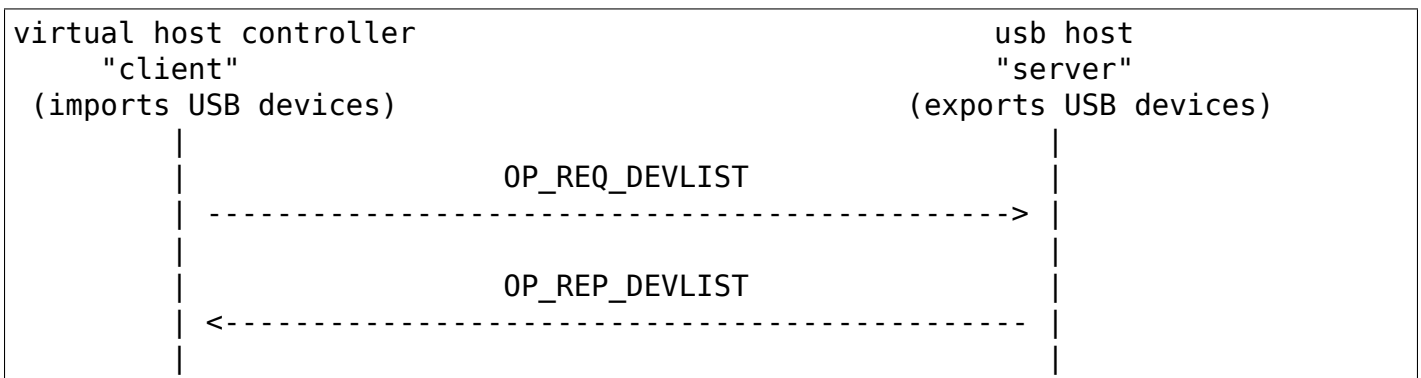 virtual host controller                                 usb host
     "client"                                           "server"
 (imports USB devices)                             (exports USB devices)
         |                                                 |
         |                  OP_REQ_DEVLIST                 |
         | ----------------------------------------------> |
         |                                                 |
         |                  OP_REP_DEVLIST                 |
         | <---------------------------------------------- |
         |                                                 |